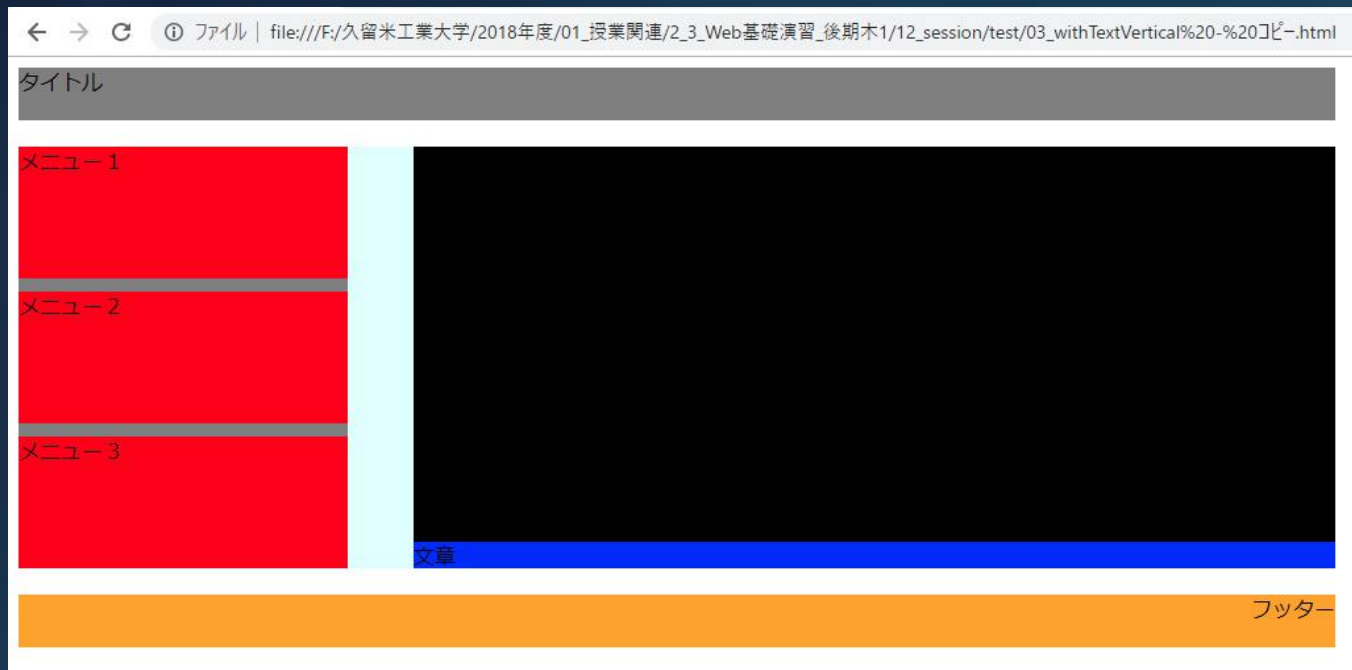 ファイル | file:///F:/久留米工業大学/2018年度/01_授業関連/2_3_Web基礎演習_後期木1/12_session/test/03_withTextVertical%20-%20コピー.html
タイトル
メニュー１
メニュー２
メニュー３
文章
フッター